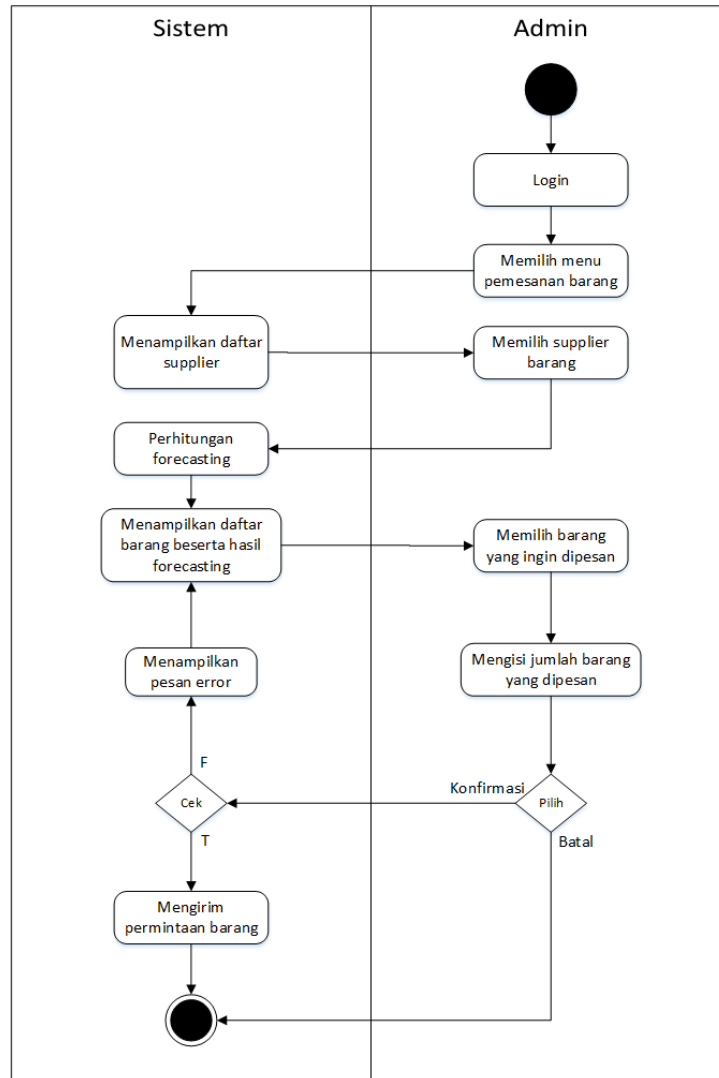 Sistem
Admin
Login
Memilih menu
pemesanan barang
Menampilkan daftar
supplier
Memilih supplier
barang
Perhitungan
forecasting
Menampilkan daftar
barang beserta hasil
forecasting
Memilih barang
yang ingin dipesan
Menampilkan
pesan error
Mengisi jumlah barang
yang dipesan
F
Konfirmasi
Cek
Pilih
T
Batal
Mengirim
permintaan barang